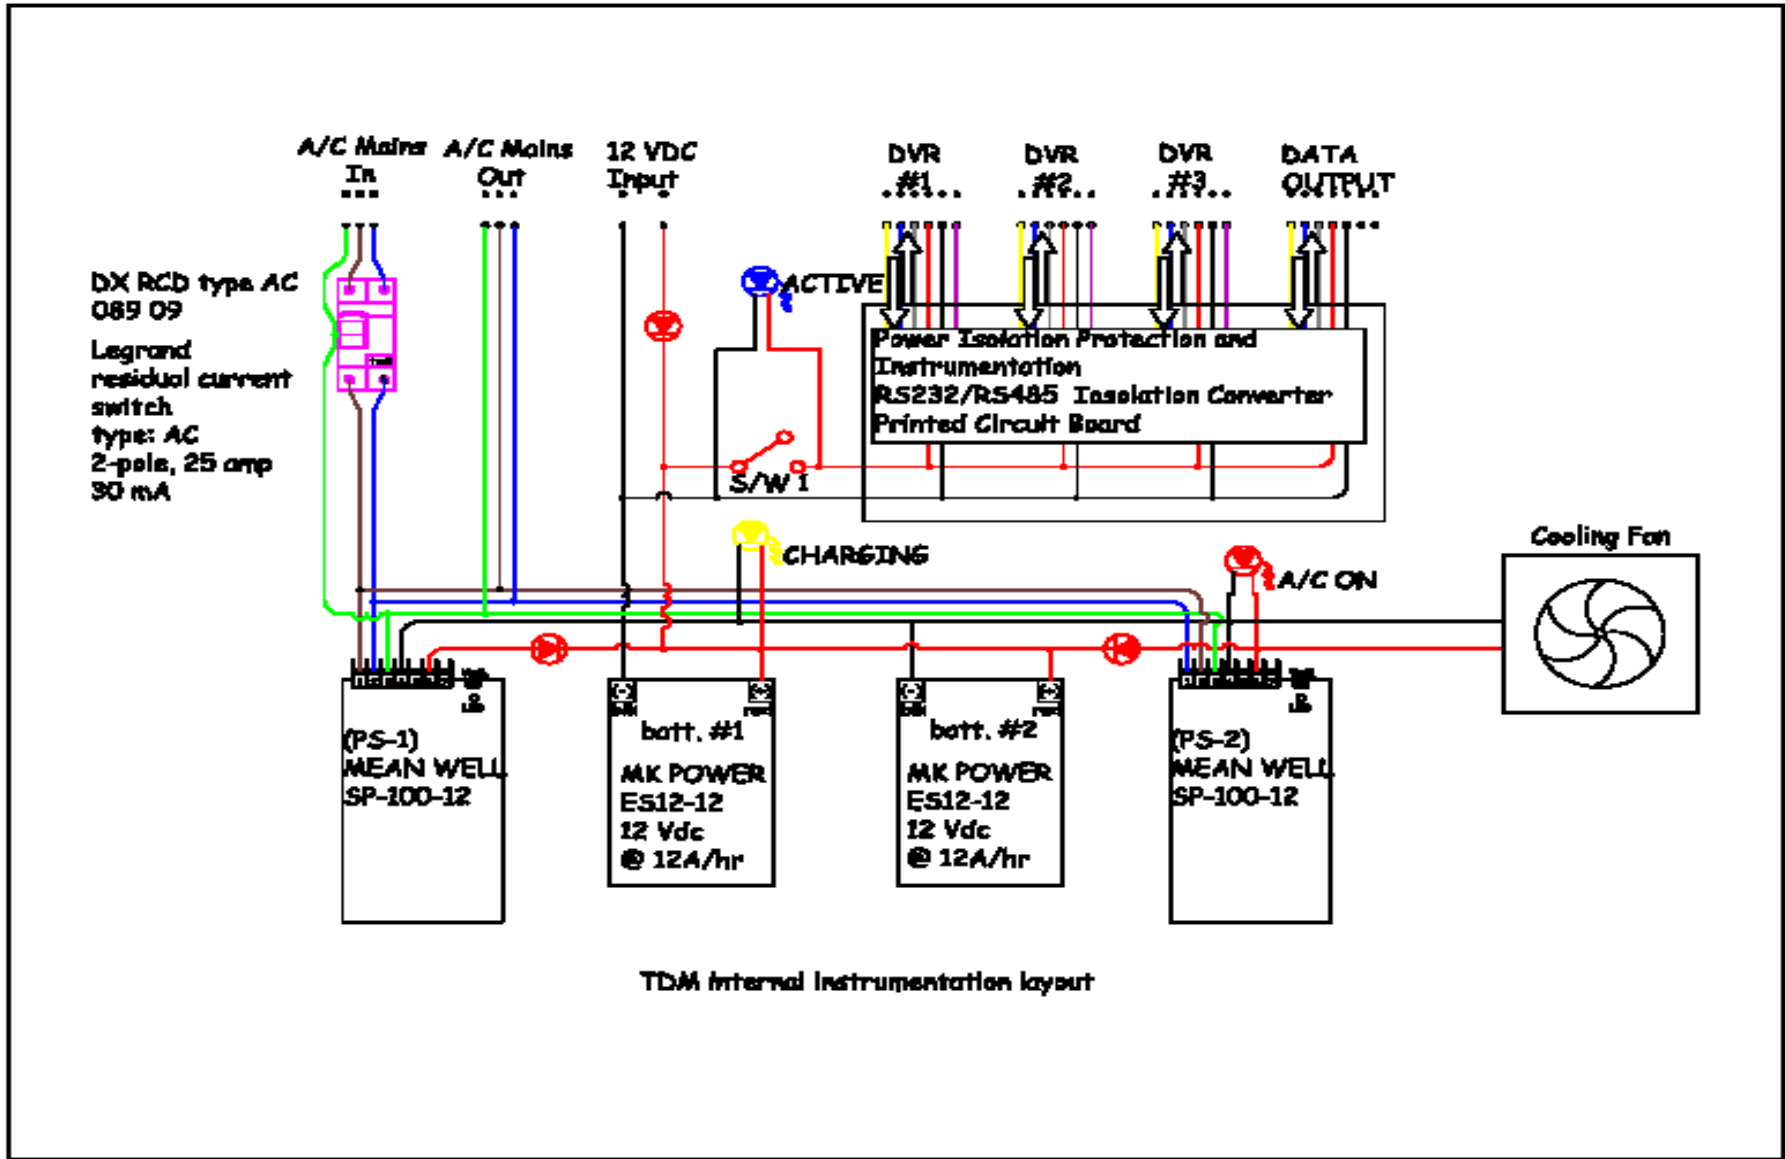 A/C Mains
In
A/C Mains
Out
12 VDC
Input
DVR
#1
DVR
#2
DVR
#3
DATA
OUTPUT
DX RCD type AC
089 09
Legrand
residual current
switch
type: AC
2-pole, 25 amp
30 mA
ACTIVE
Power Isolation Protection and
Instrumentation
RS232/RS485 Iasolation Converter
Printed Circuit Board
S/W 1
CHARGING
A/C ON
Cooling Fan
(PS-1)
MEAN WELL
SP-100-12
batt. #1
MK POWER
ES12-12
12 Vdc
@ 12A/hr
batt. #2
MK POWER
ES12-12
12 Vdc
@ 12A/hr
(PS-2)
MEAN WELL
SP-100-12
TDM internal instrumentation layout